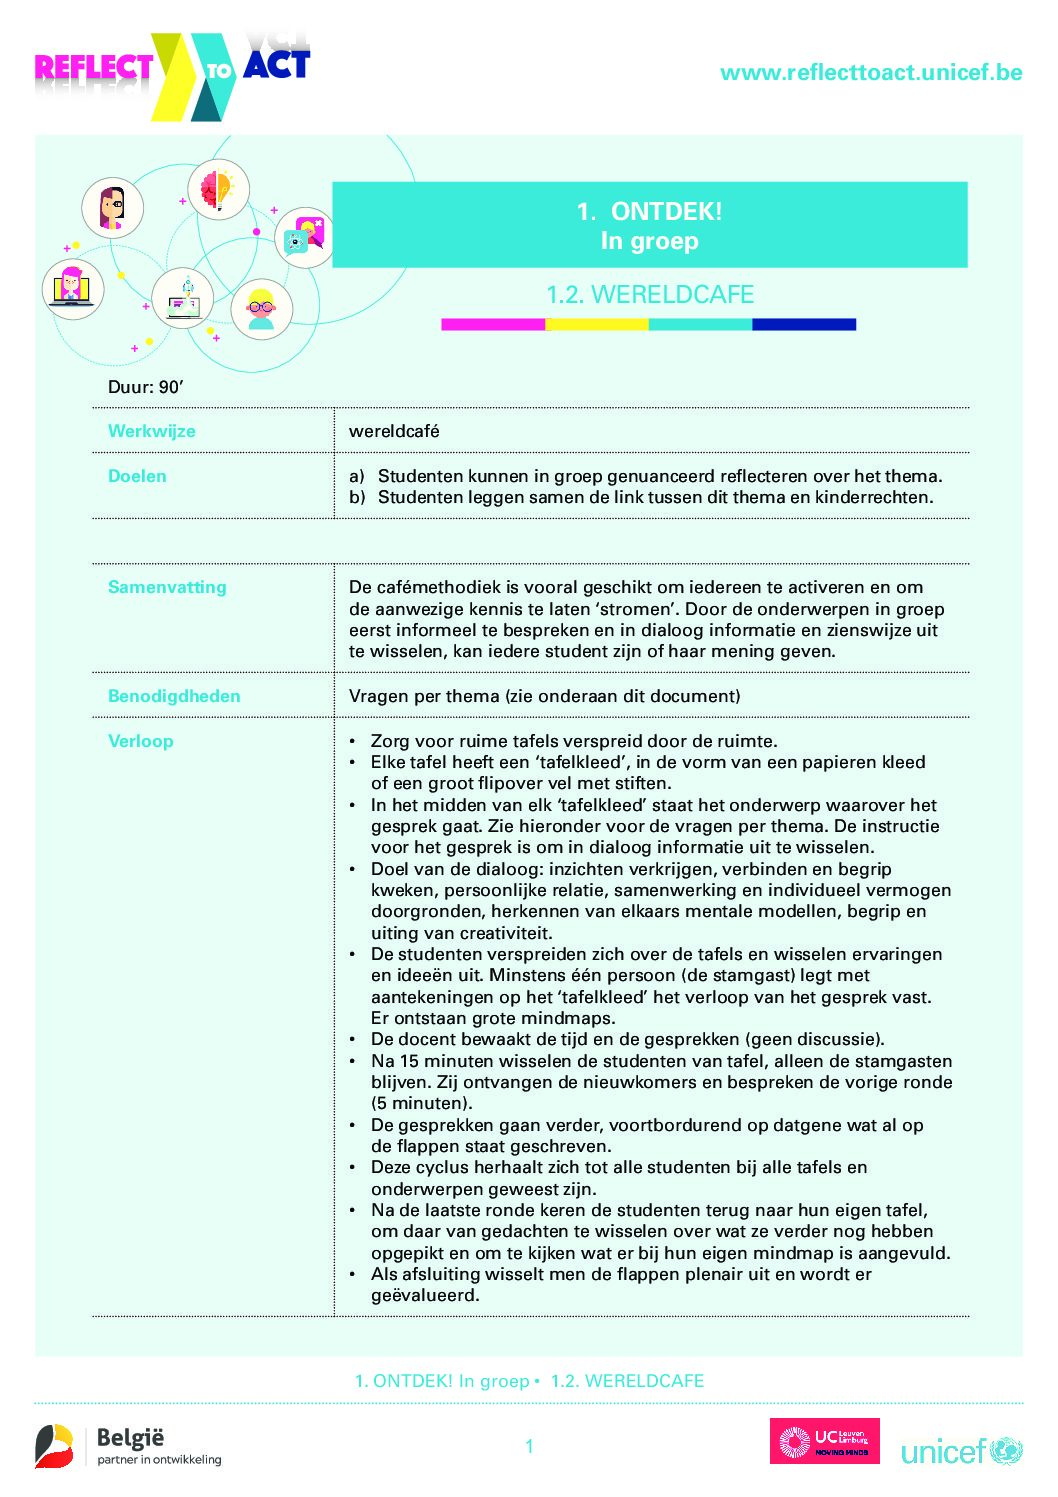 REFLECT TO ACT
www.reflecttoact.unicef.be
1. ONTDEK!
In groep
1.2. WERELDCAFE
Duur: 90’
Werkwijze
wereldcafé
Doelen
a) Studenten kunnen in groep genuanceerd reflecteren over het thema.
b) Studenten leggen samen de link tussen dit thema en kinderrechten.
Samenvatting
De cafémethodiek is vooral geschikt om iedereen te activeren en om
de aanwezige kennis te laten ‘stromen’. Door de onderwerpen in groep
eerst informeel te bespreken en in dialoog informatie en zienswijze uit
te wisselen, kan iedere student zijn of haar mening geven.
Benodigdheden
Vragen per thema (zie onderaan dit document)
Verloop
• Zorg voor ruime tafels verspreid door de ruimte.
• Elke tafel heeft een ‘tafelkleed’, in de vorm van een papieren kleed
of een groot flipover vel met stiften.
• In het midden van elk ‘tafelkleed’ staat het onderwerp waarover het
gesprek gaat. Zie hieronder voor de vragen per thema. De instructie
voor het gesprek is om in dialoog informatie uit te wisselen.
• Doel van de dialoog: inzichten verkrijgen, verbinden en begrip
kweken, persoonlijke relatie, samenwerking en individueel vermogen
doorgronden, herkennen van elkaars mentale modellen, begrip en
uiting van creativiteit.
• De studenten verspreiden zich over de tafels en wisselen ervaringen
en ideeën uit. Minstens één persoon (de stamgast) legt met
aantekeningen op het ‘tafelkleed’ het verloop van het gesprek vast.
Er ontstaan grote mindmaps.
• De docent bewaakt de tijd en de gesprekken (geen discussie).
• Na 15 minuten wisselen de studenten van tafel, alleen de stamgasten
blijven. Zij ontvangen de nieuwkomers en bespreken de vorige ronde
(5 minuten).
• De gesprekken gaan verder, voortbordurend op datgene wat al op
de flappen staat geschreven.
• Deze cyclus herhaalt zich tot alle studenten bij alle tafels en
onderwerpen geweest zijn.
• Na de laatste ronde keren de studenten terug naar hun eigen tafel,
om daar van gedachten te wisselen over wat ze verder nog hebben
opgepikt en om te kijken wat er bij hun eigen mindmap is aangevuld.
• Als afsluiting wisselt men de flappen plenair uit en wordt er
geëvalueerd.
1. ONTDEK! In groep • 1.2. WERELDCAFE
België
partner in ontwikkeling
1
UC Leuven
Limburg
MOVING MINDS
unicef